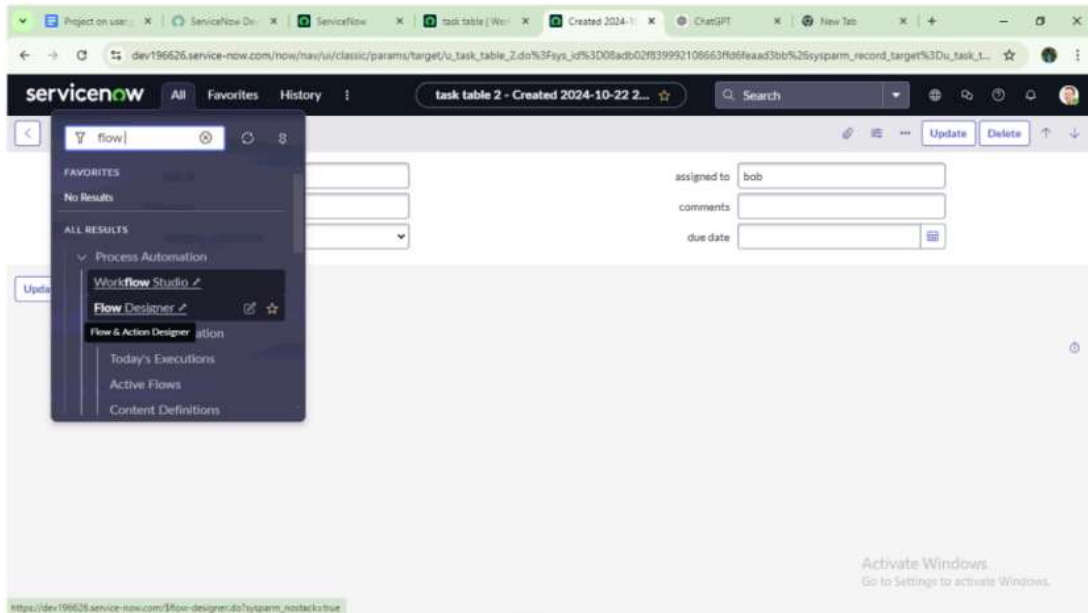 Project on user
ServiceNow De
ServiceNow
task table | Wor
Created 2024-1
ChatGPT
New Tab
dev196626.service-now.com/now/nav/ui/classic/params/target/u_task_table_2.do%3Fsys_id%3D08adb02f839992108663ffd6feaad3bb%26sysparm_record_target%3Du_task_t...
servicenow
All
Favorites
History
task table 2 - Created 2024-10-22 2...
Search
flow
Update
Delete
FAVORITES
No Results
ALL RESULTS
Process Automation
Workflow Studio
Flow Designer
Flow & Action Designer
ation
Today's Executions
Active Flows
Content Definitions
assigned to
bob
comments
due date
Upda
Activate Windows
Go to Settings to activate Windows.
https://dev196626.service-now.com/$flow-designer.do?sysparm_nostack=true